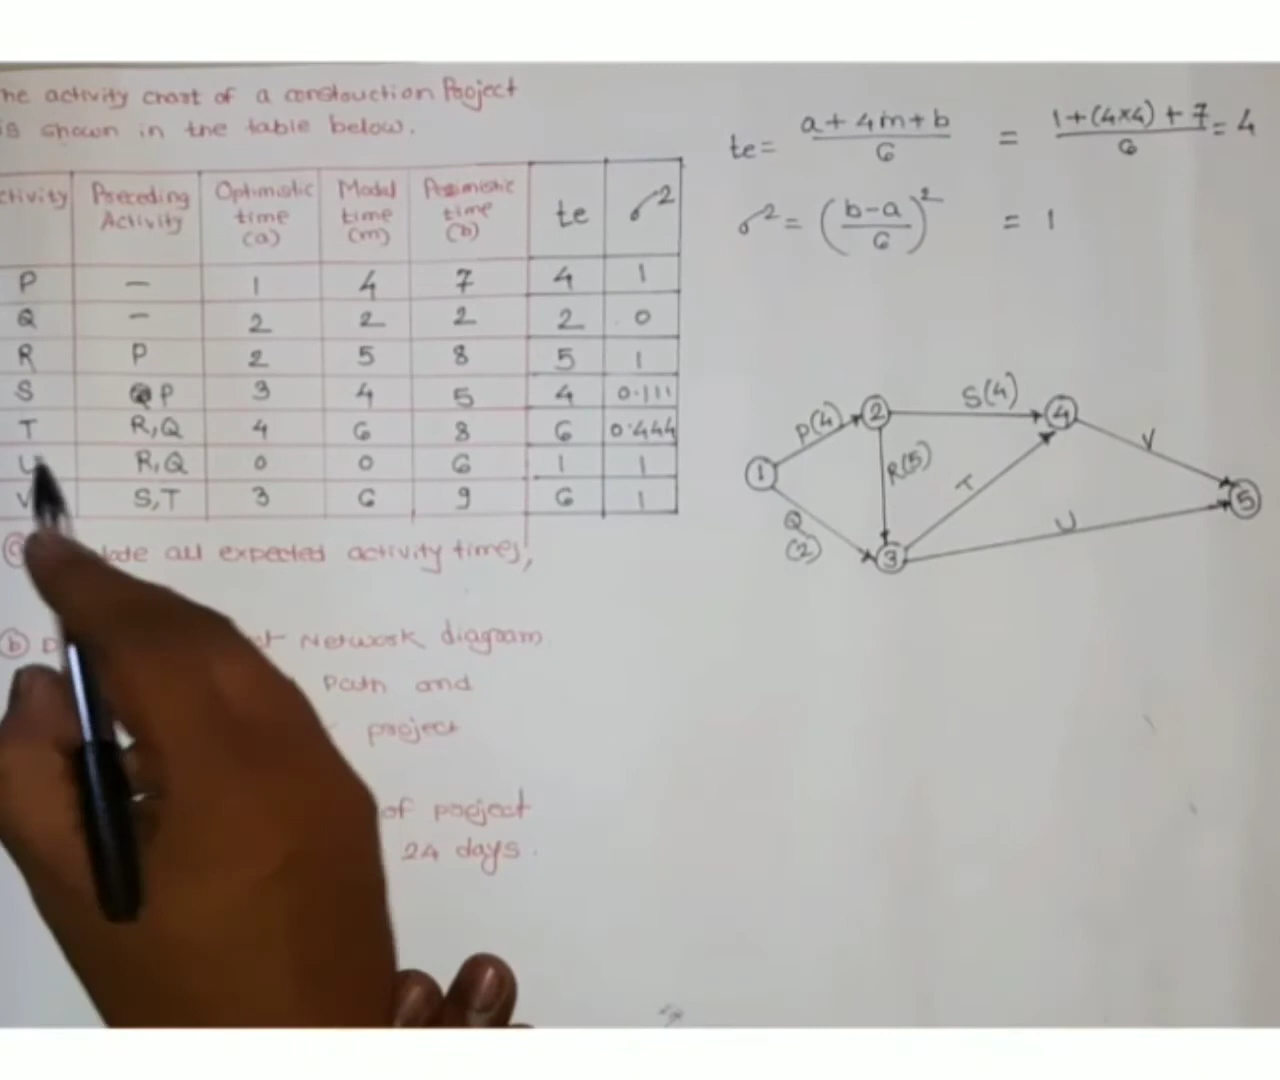 he activity chart of a construction Project
is shown in the table below.
ctivity Preceding Activity Optimistic time (a) Modal time (m) Pessimistic time (b) te σ²
P — 1 4 7 4 1
Q — 2 2 2 2 0
R P 2 5 8 5 1
S P 3 4 5 4 0.111
T R,Q 4 6 8 6 0.444
U R,Q 0 0 6 1 1
V S,T 3 6 9 6 1
all expected activity times,
(b) D Network diagram
Path and
project
of project
24 days.
te = a+4m+b / 6 = 1+(4×4)+7 / 6 = 4
σ² = (b-a / 6)² = 1
P(4) 2 S(4) 4
1 R(5) T V
Q (2) 3 U 5